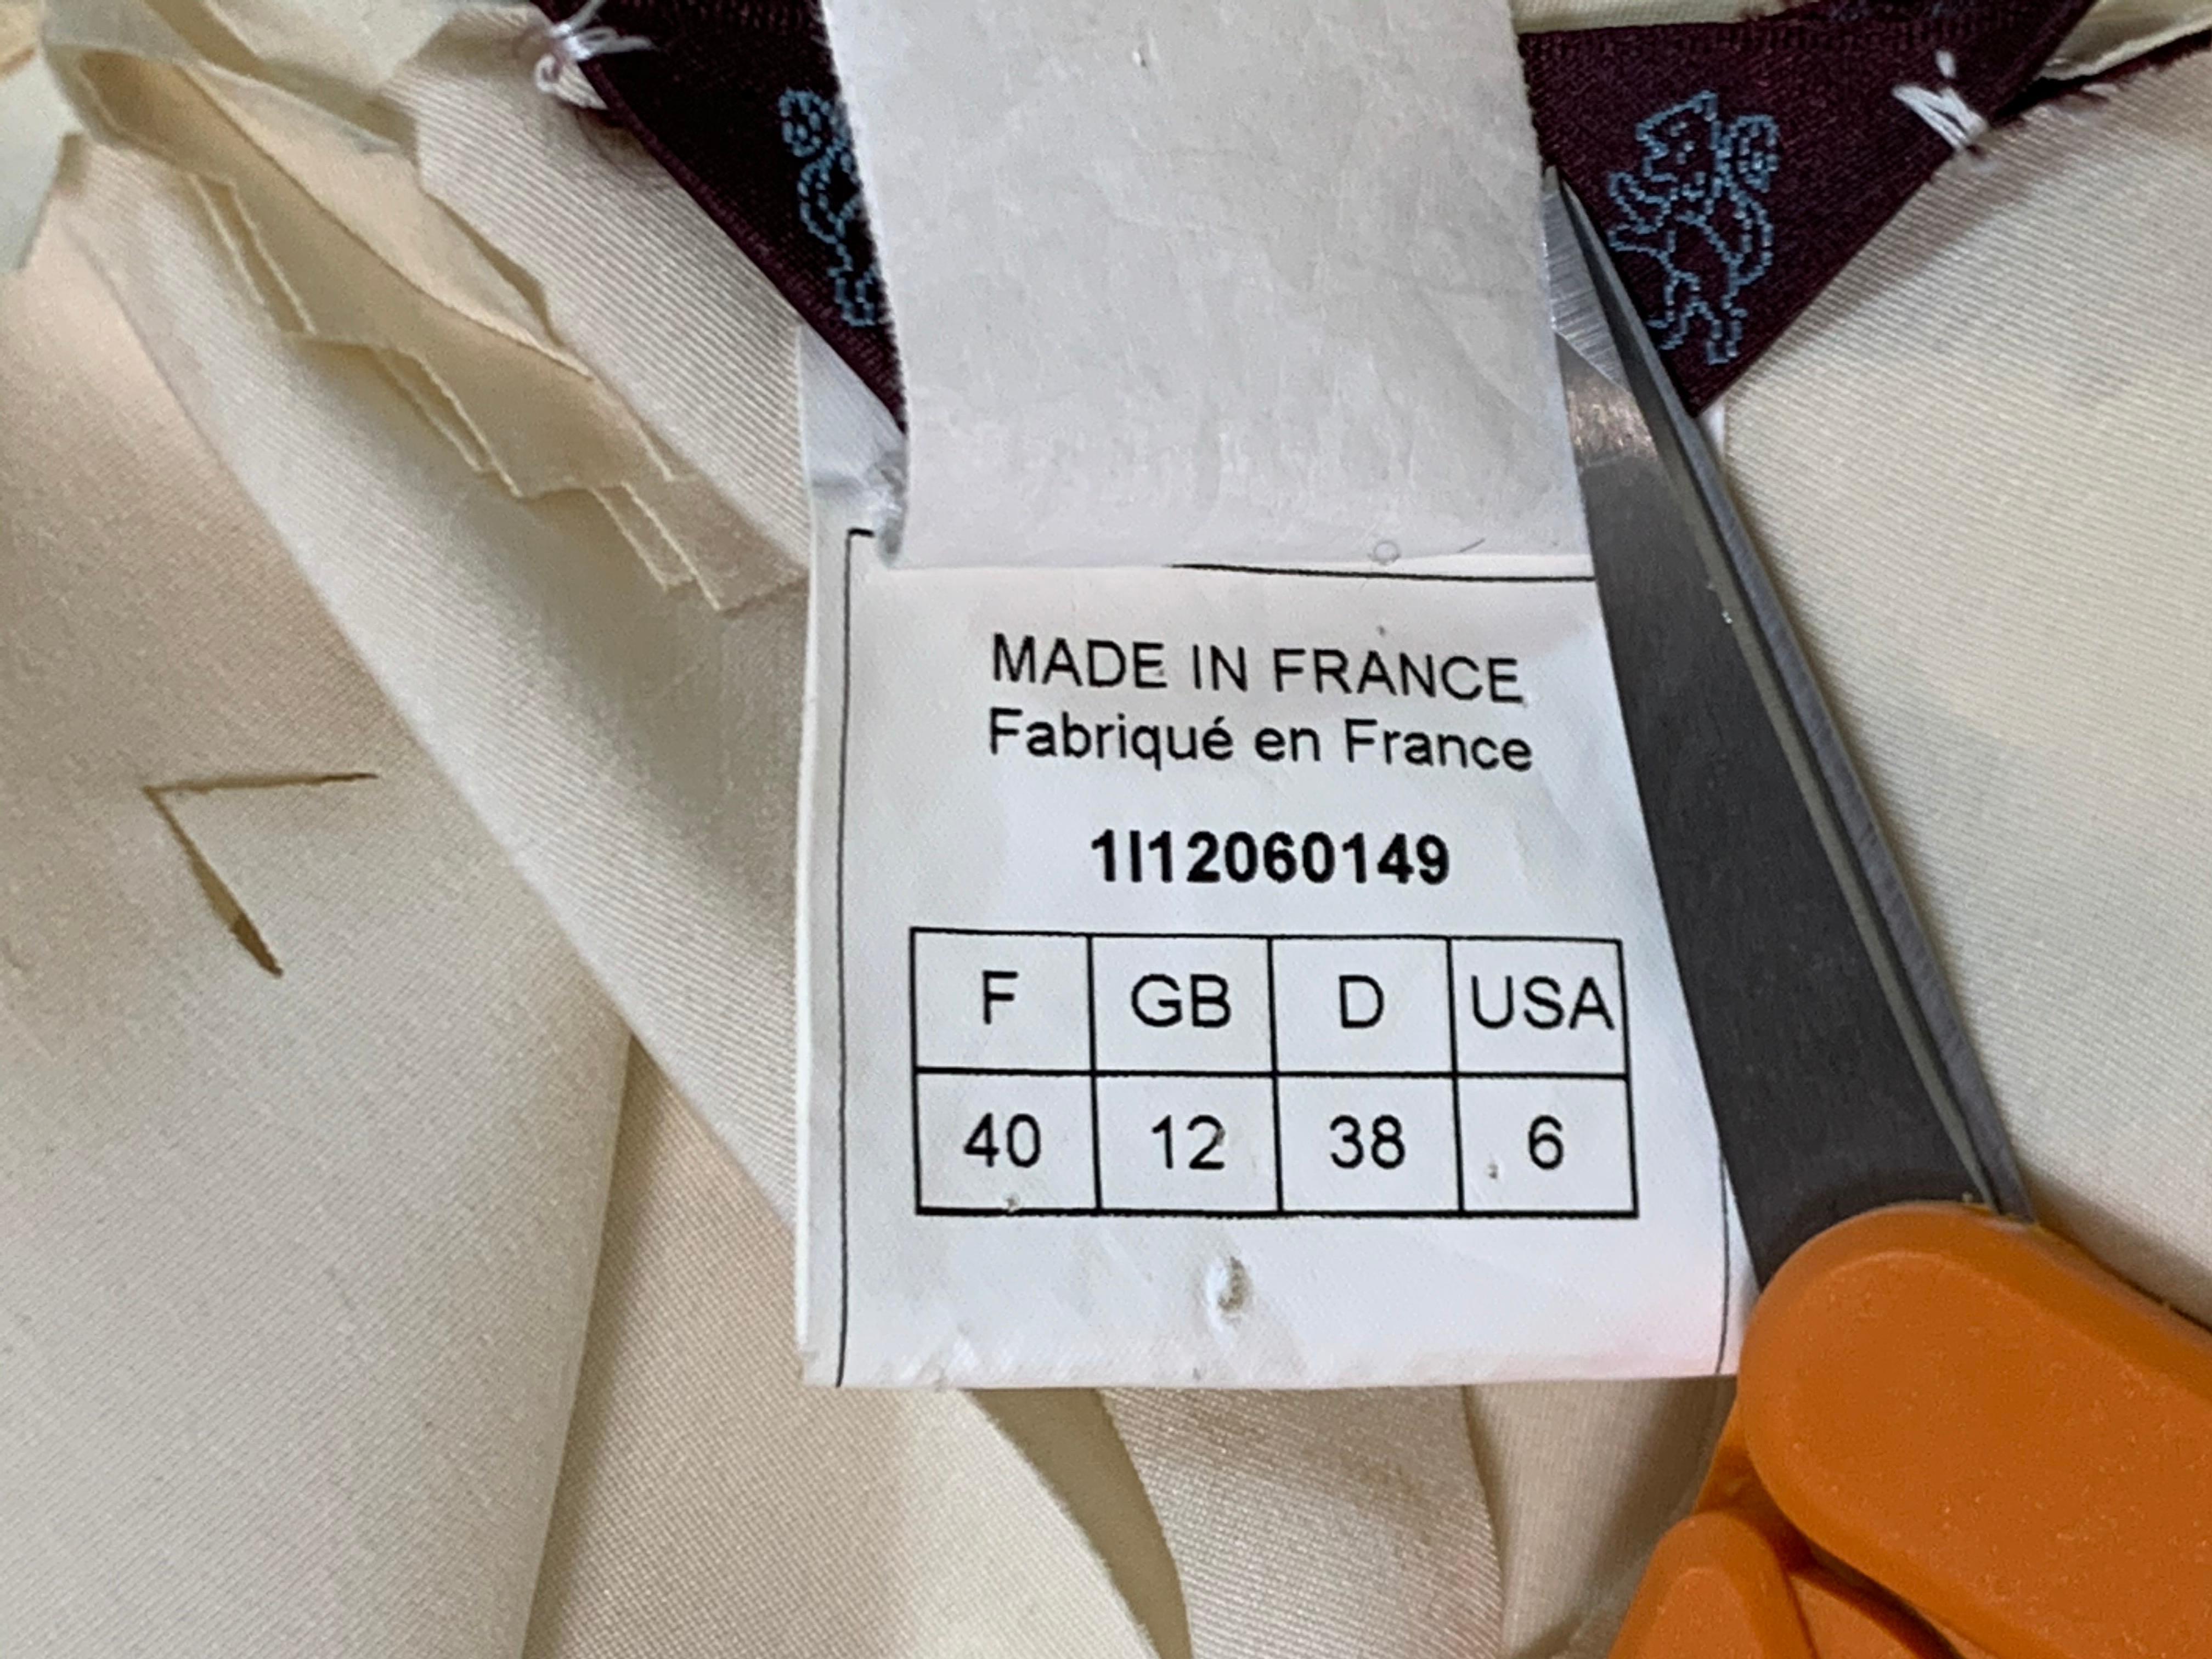 MADE IN FRANCE
Fabriqué en France
1I12060149
F GB D USA
40 12 38 6